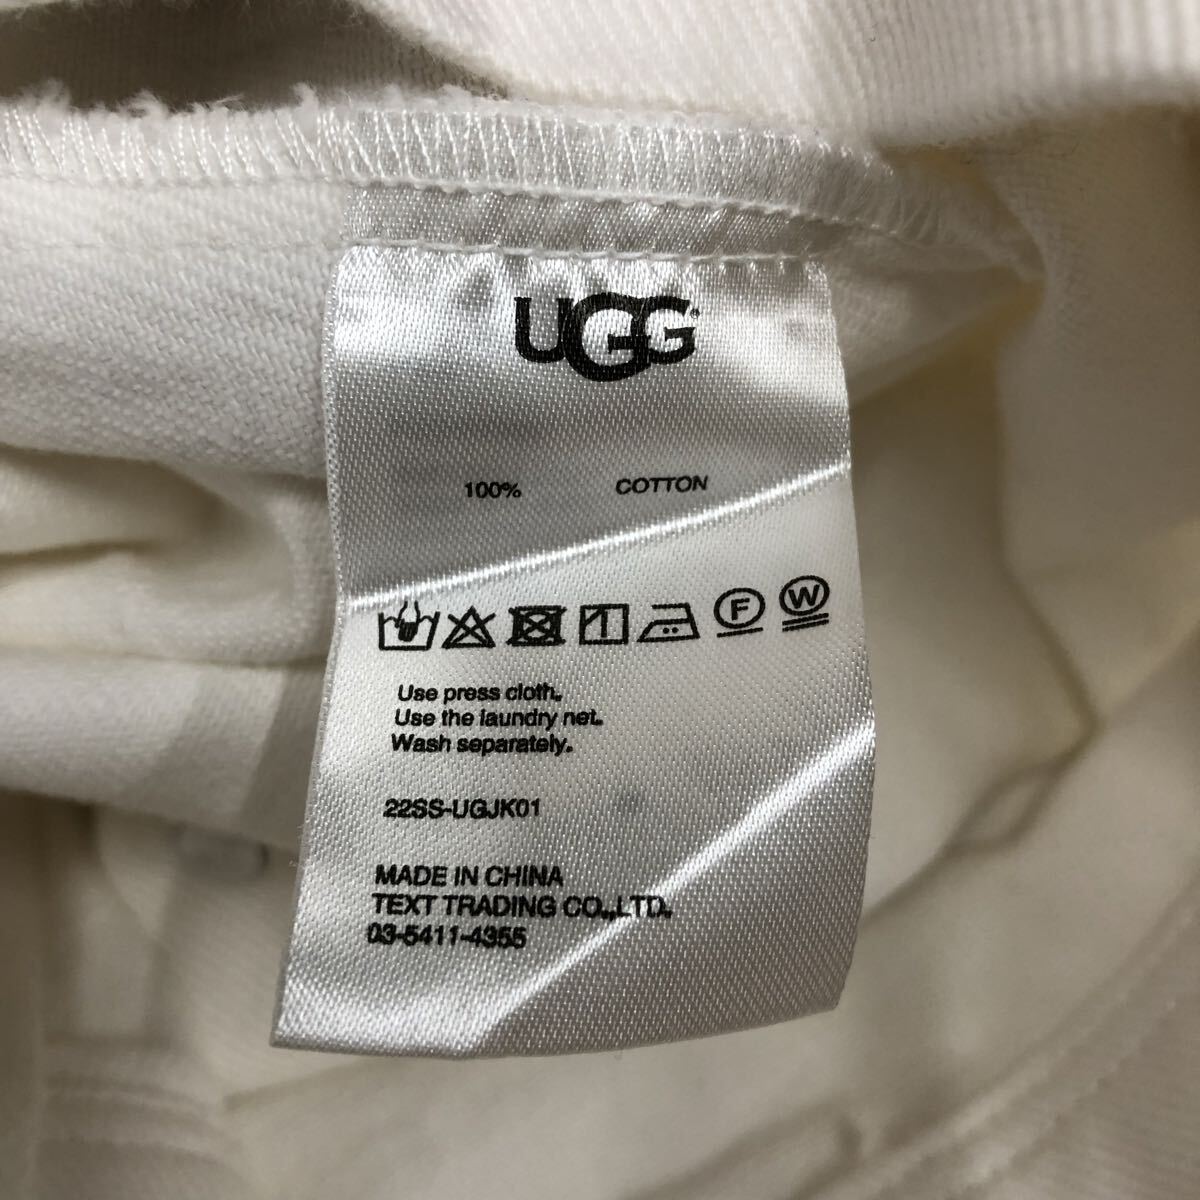 UGG
100% COTTON
F W
Use press cloth.
Use the laundry net.
Wash separately.
22SS-UGJK01
MADE IN CHINA
TEXT TRADING CO.,LTD.
03-5411-4355